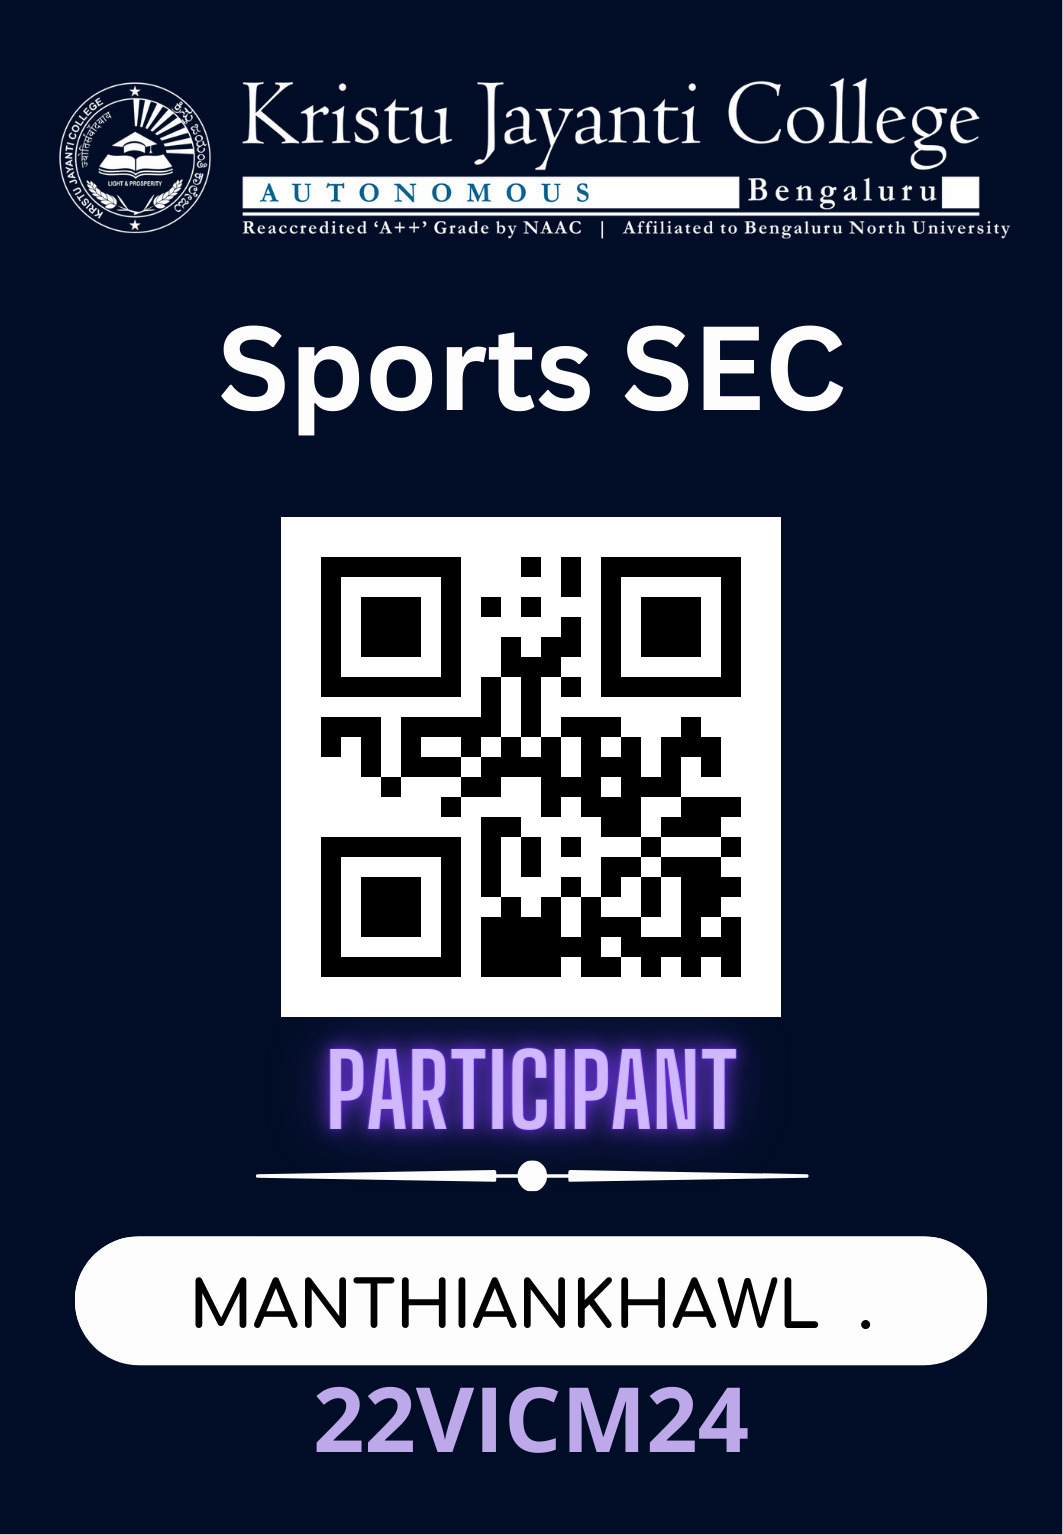 Kristu Jayanti College
AUTONOMOUS Bengaluru
Reaccredited ‘A++’ Grade by NAAC | Affiliated to Bengaluru North University
KRISTU JAYANTI COLLEGE
LIGHT & PROSPERITY
Sports SEC
PARTICIPANT
MANTHIANKHAWL .
22VICM24